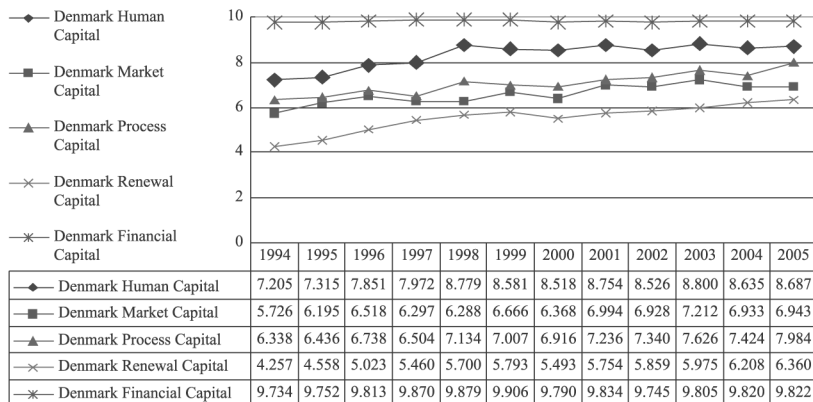 Denmark Human
Capital
Denmark Market
Capital
Denmark Process
Capital
Denmark Renewal
Capital
Denmark Financial
Capital
10
8
6
4
2
0
1994 1995 1996 1997 1998 1999 2000 2001 2002 2003 2004 2005
Denmark Human Capital 7.205 7.315 7.851 7.972 8.779 8.581 8.518 8.754 8.526 8.800 8.635 8.687
Denmark Market Capital 5.726 6.195 6.518 6.297 6.288 6.666 6.368 6.994 6.928 7.212 6.933 6.943
Denmark Process Capital 6.338 6.436 6.738 6.504 7.134 7.007 6.916 7.236 7.340 7.626 7.424 7.984
Denmark Renewal Capital 4.257 4.558 5.023 5.460 5.700 5.793 5.493 5.754 5.859 5.975 6.208 6.360
Denmark Financial Capital 9.734 9.752 9.813 9.870 9.879 9.906 9.790 9.834 9.745 9.805 9.820 9.822